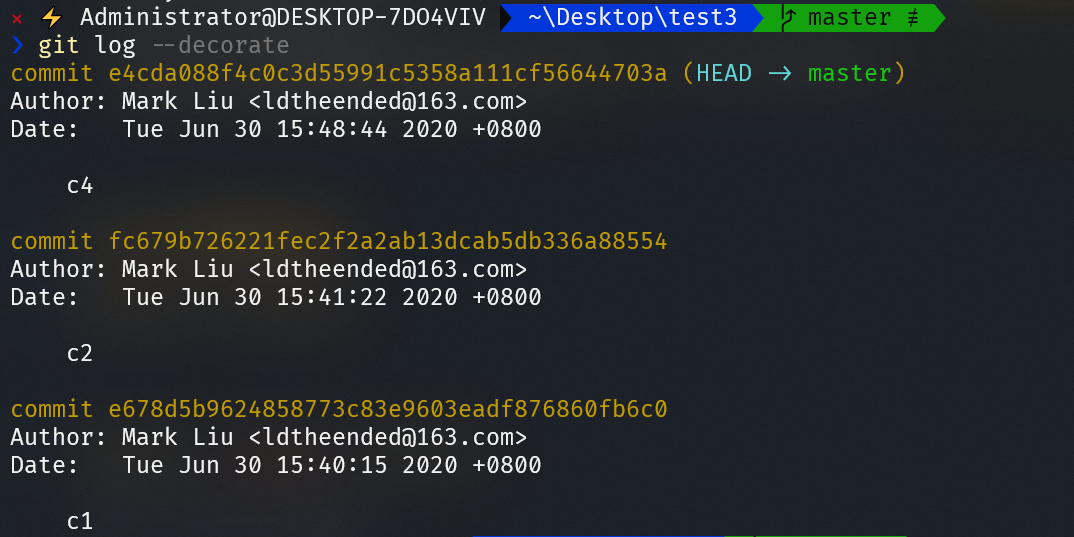 × ⚡ Administrator@DESKTOP-7DO4VIV ~\Desktop\test3 master ≢
❯ git log --decorate
commit e4cda088f4c0c3d55991c5358a111cf56644703a (HEAD -> master)
Author: Mark Liu <ldtheended@163.com>
Date:   Tue Jun 30 15:48:44 2020 +0800
c4
commit fc679b726221fec2f2a2ab13dcab5db336a88554
Author: Mark Liu <ldtheended@163.com>
Date:   Tue Jun 30 15:41:22 2020 +0800
c2
commit e678d5b9624858773c83e9603eadf876860fb6c0
Author: Mark Liu <ldtheended@163.com>
Date:   Tue Jun 30 15:40:15 2020 +0800
c1